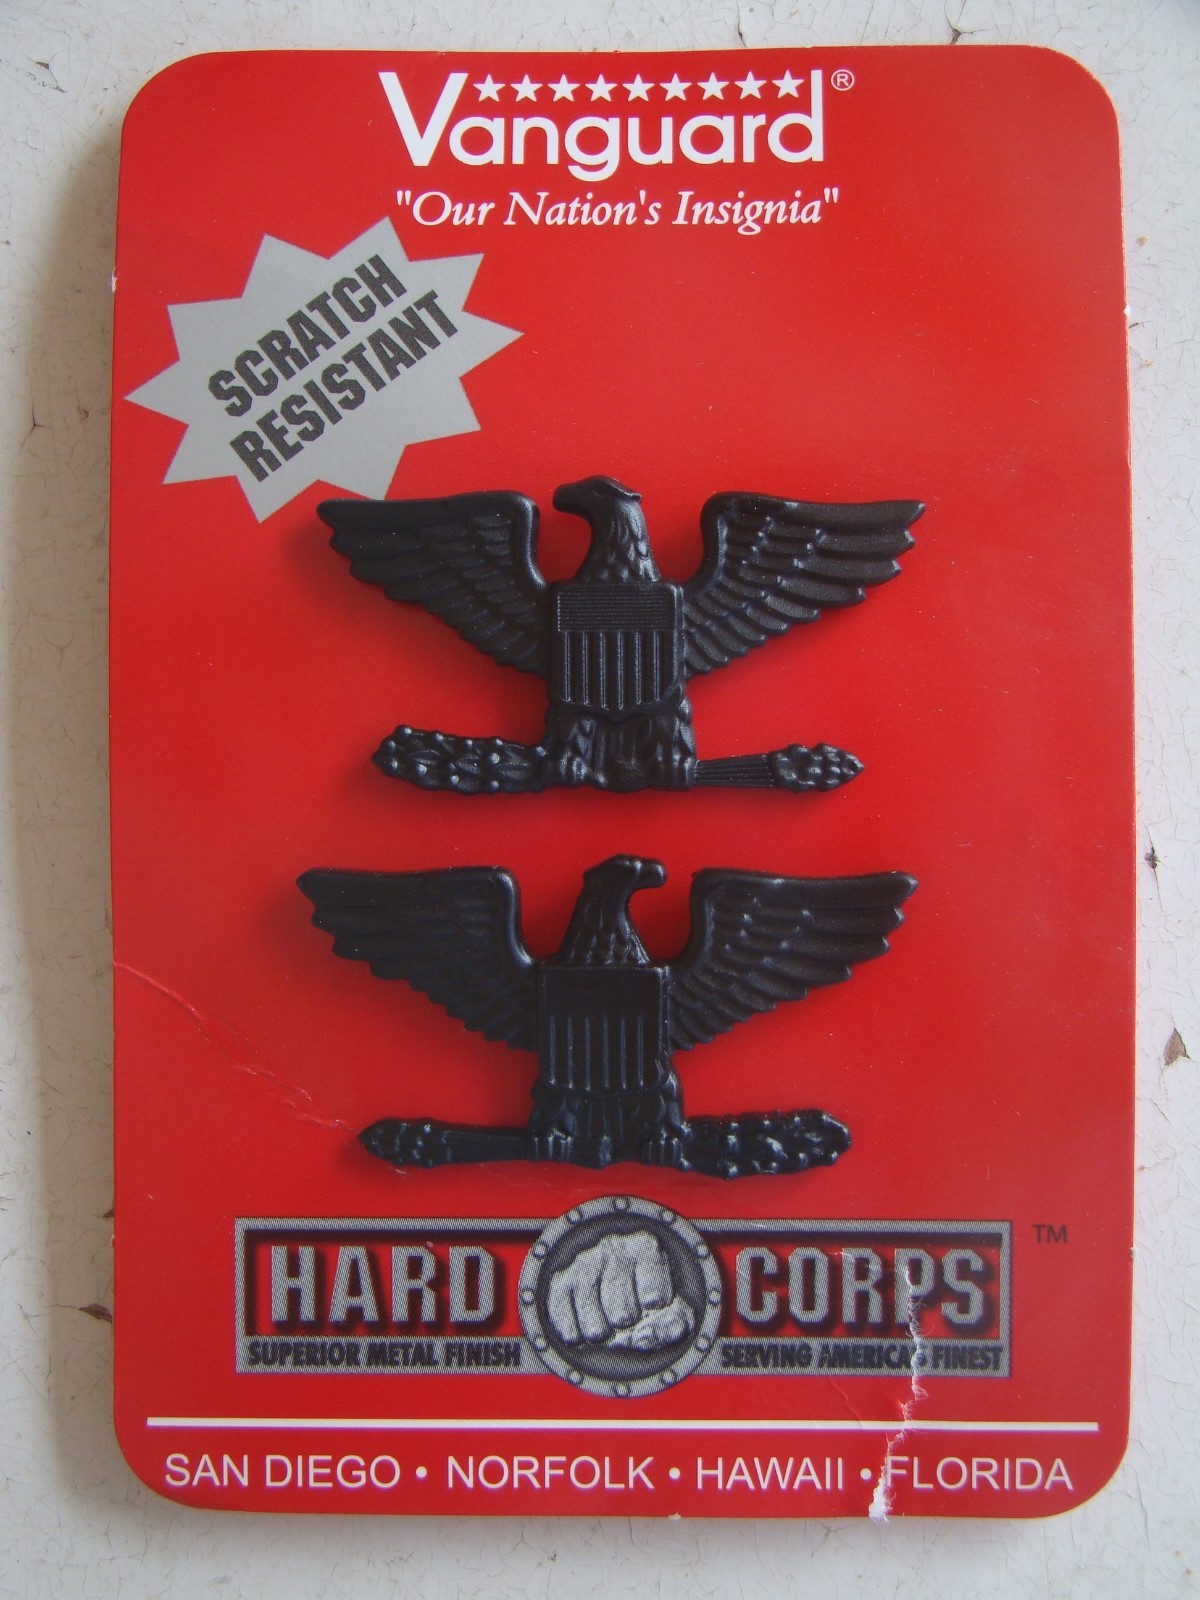 Vanguard®
"Our Nation's Insignia"
SCRATCH
RESISTANT
HARD CORPS ™
SUPERIOR METAL FINISH SERVING AMERICA'S FINEST
SAN DIEGO • NORFOLK • HAWAII • FLORIDA